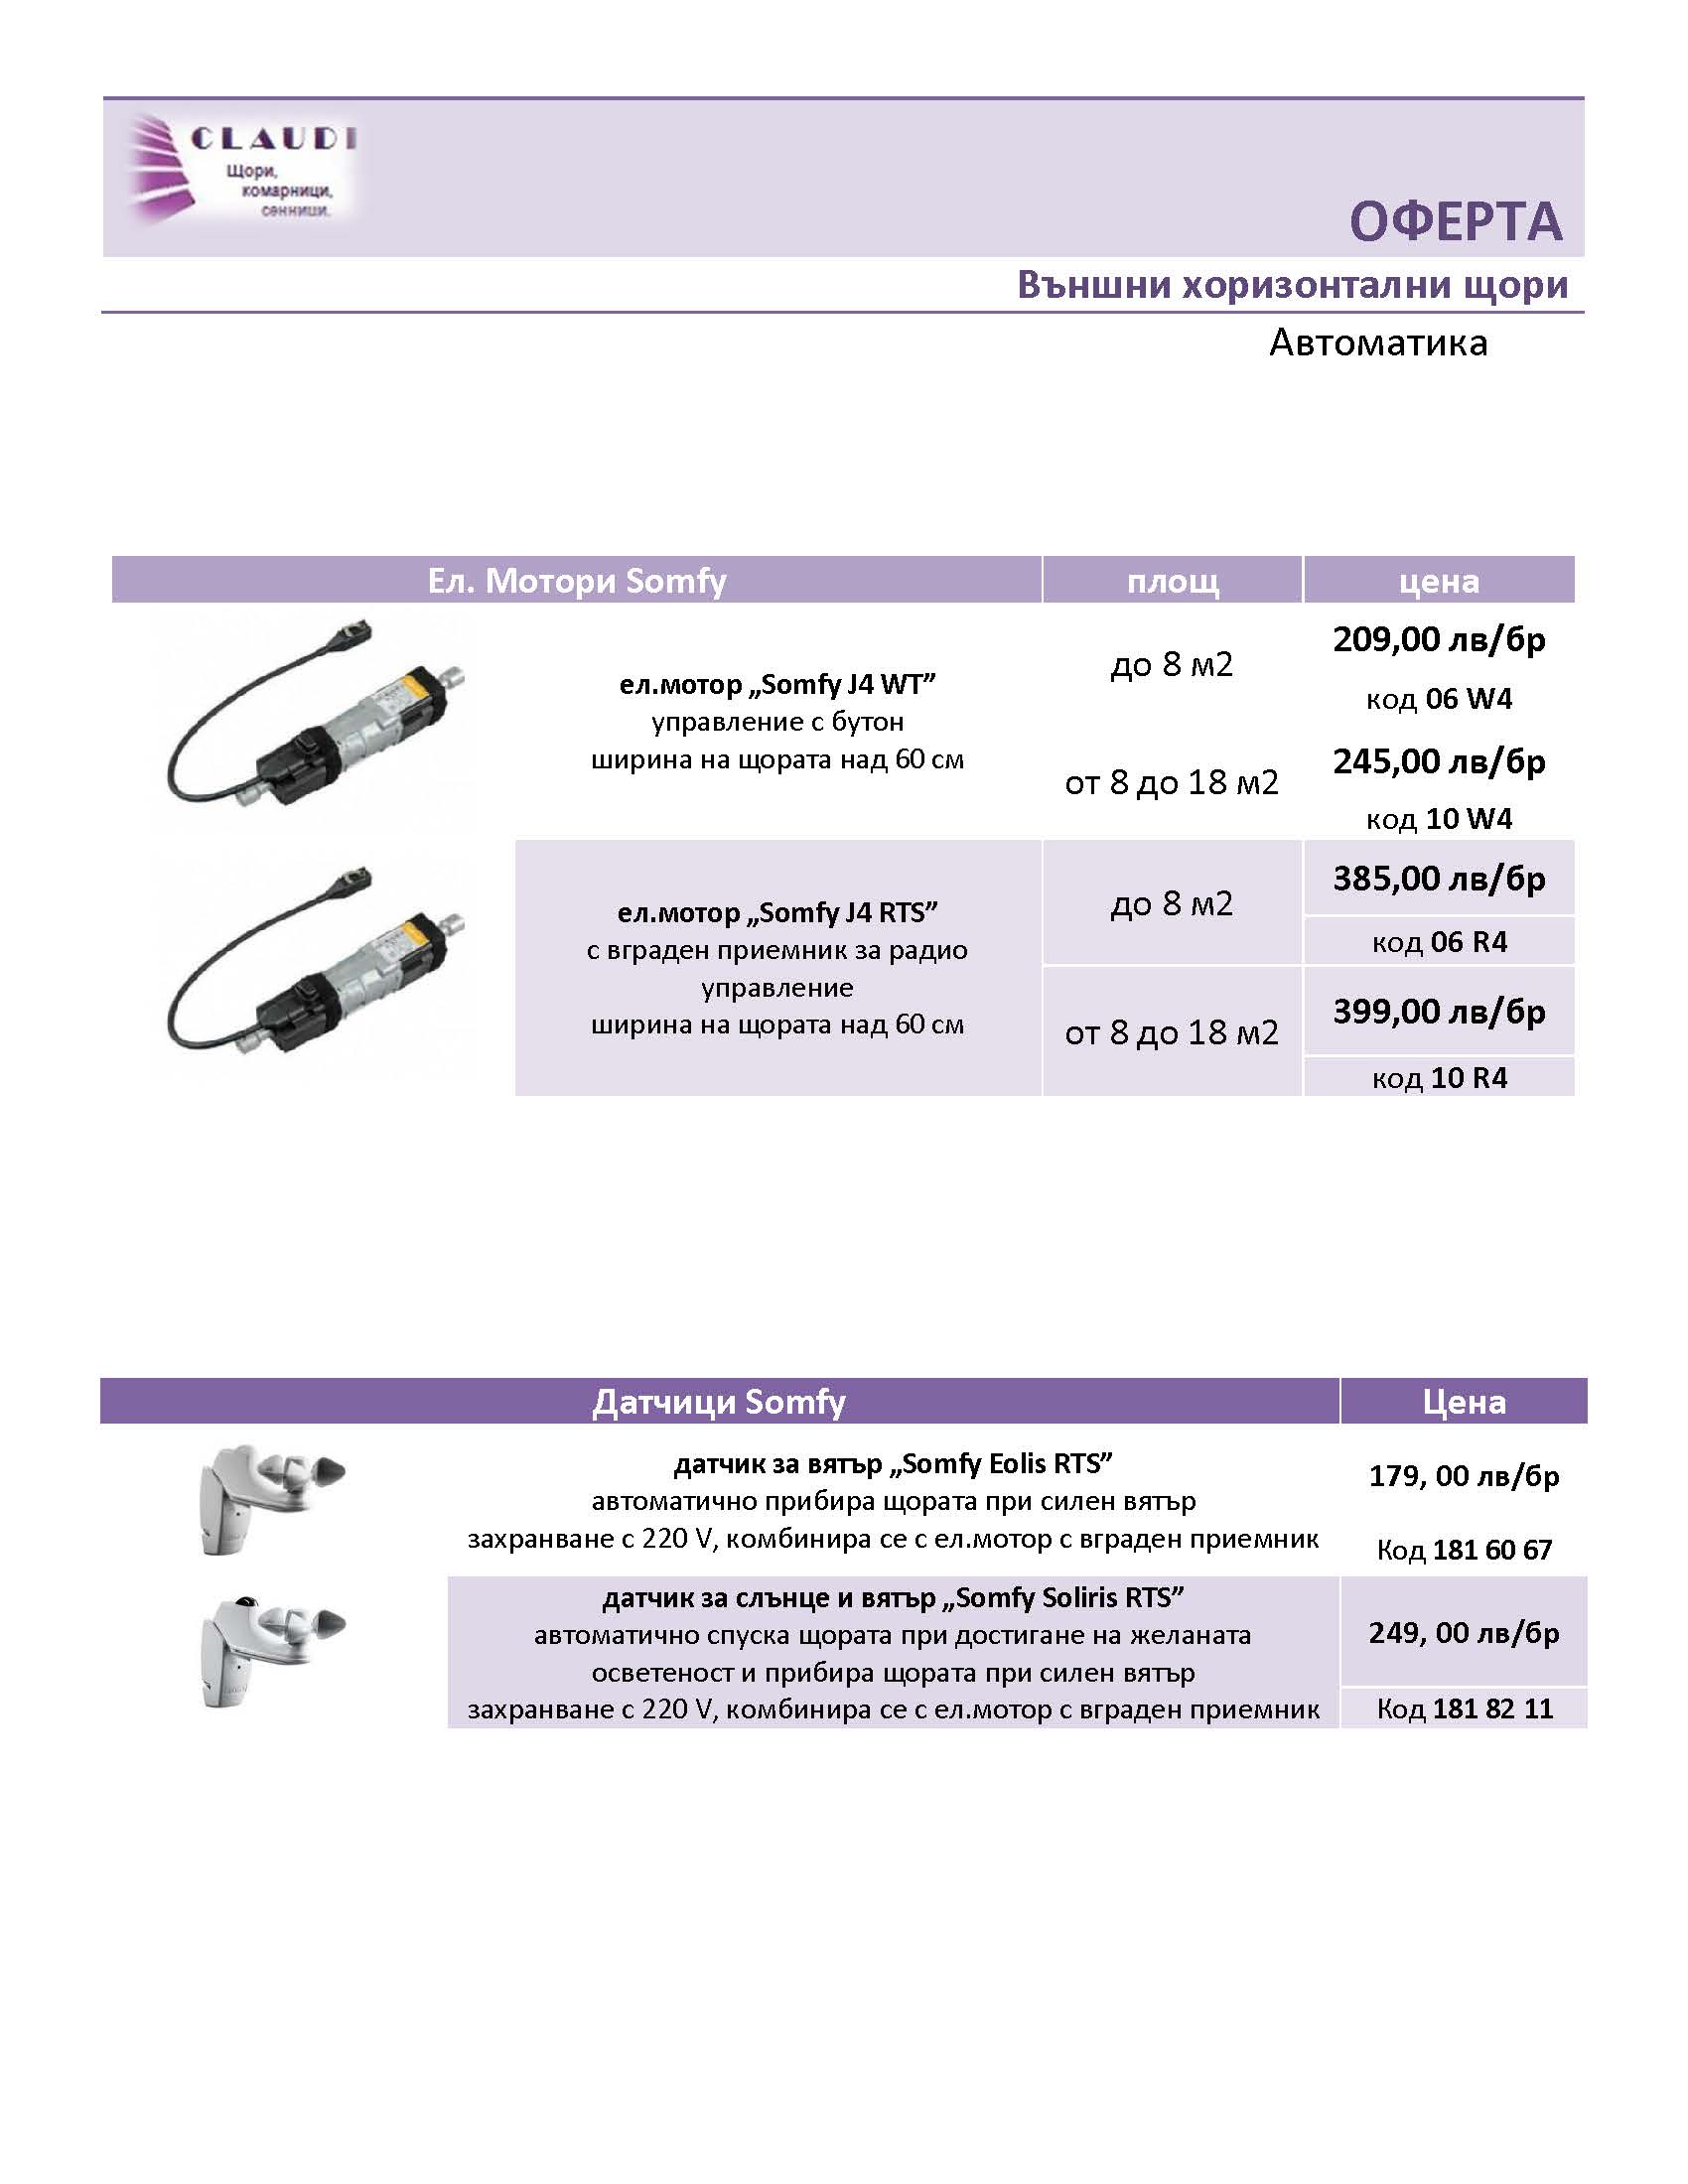 CLAUDI
Щори,
комарници,
сенници.
ОФЕРТА
Външни хоризонтални щори
Автоматика
Ел. Мотори Somfy площ цена
ел.мотор „Somfy J4 WT”
управление с бутон
ширина на щората над 60 см
до 8 м2
209,00 лв/бр
код 06 W4
от 8 до 18 м2
245,00 лв/бр
код 10 W4
ел.мотор „Somfy J4 RTS”
с вграден приемник за радио
управление
ширина на щората над 60 см
до 8 м2
385,00 лв/бр
код 06 R4
от 8 до 18 м2
399,00 лв/бр
код 10 R4
Датчици Somfy Цена
датчик за вятър „Somfy Eolis RTS”
автоматично прибира щората при силен вятър
захранване с 220 V, комбинира се с ел.мотор с вграден приемник
179, 00 лв/бр
Код 181 60 67
датчик за слънце и вятър „Somfy Soliris RTS”
автоматично спуска щората при достигане на желаната
осветеност и прибира щората при силен вятър
захранване с 220 V, комбинира се с ел.мотор с вграден приемник
249, 00 лв/бр
Код 181 82 11